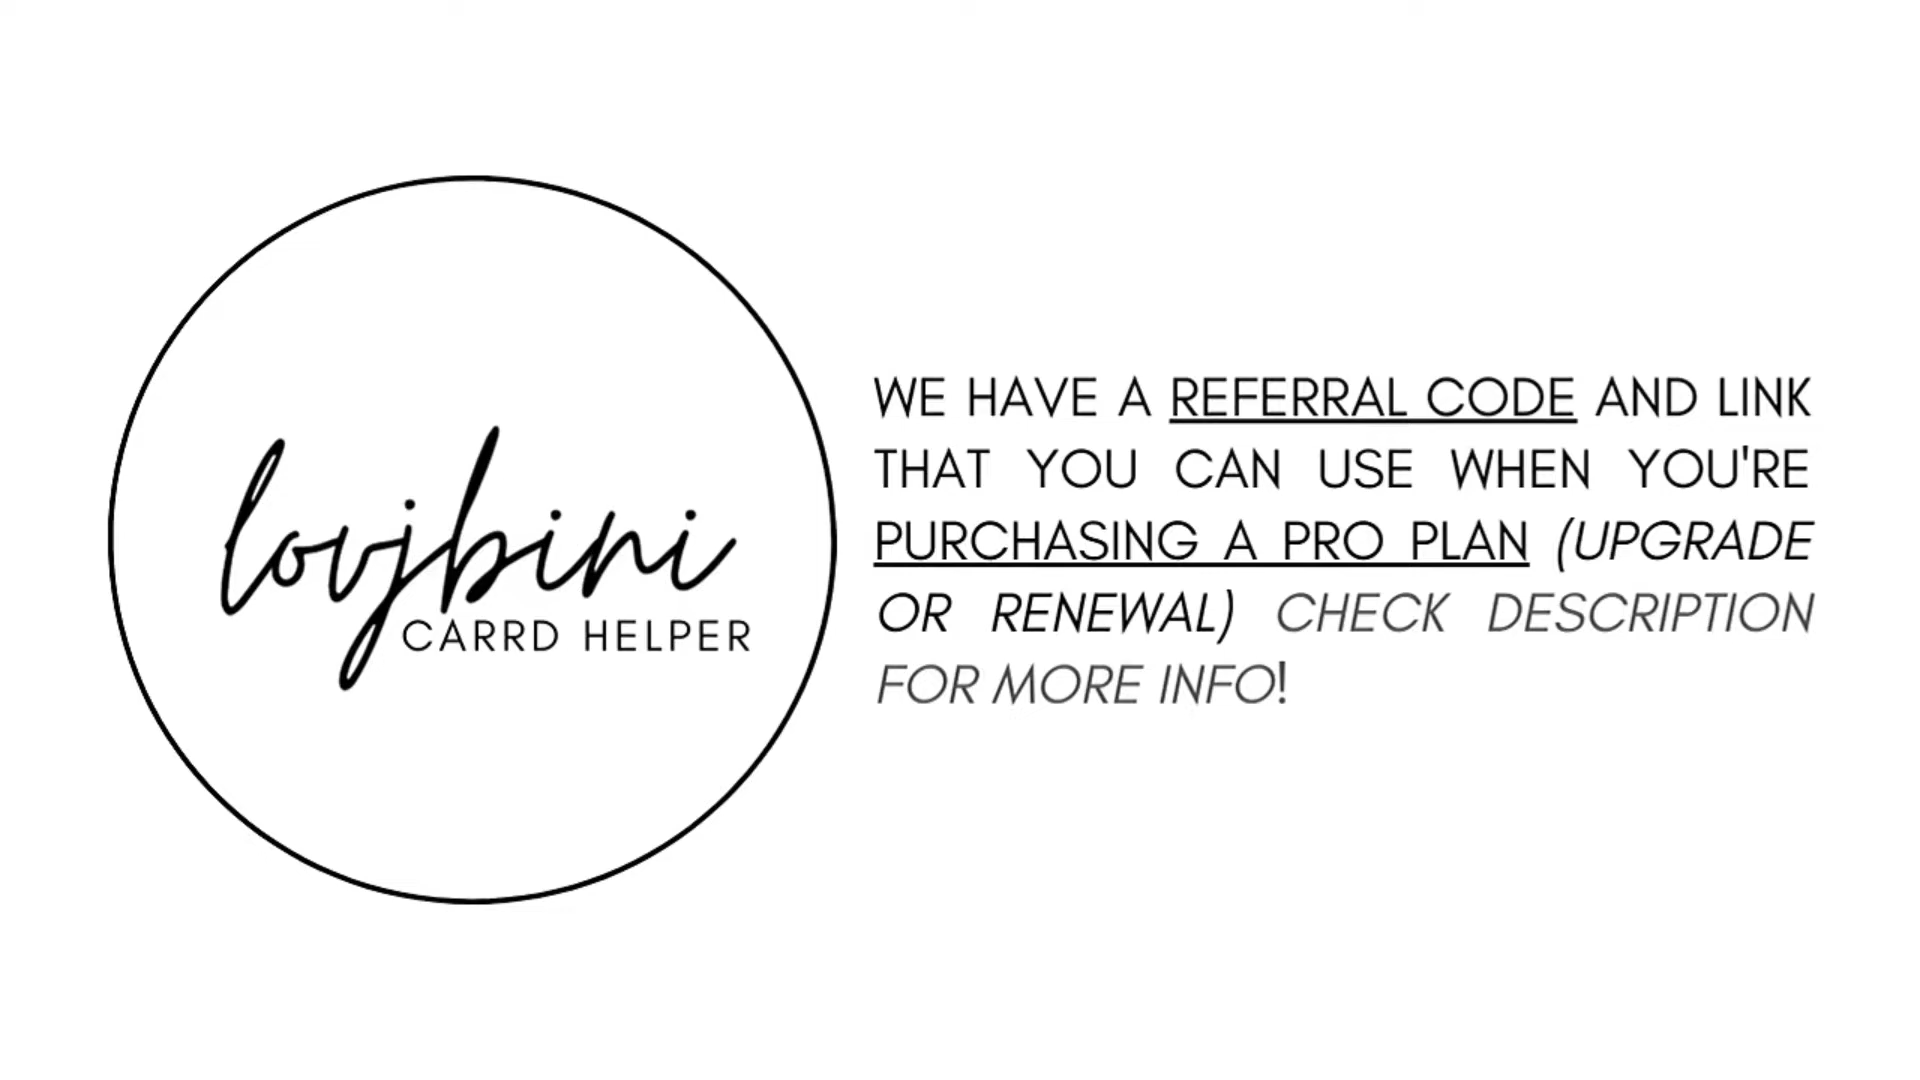 lovjbini
CARRD HELPER
WE HAVE A REFERRAL CODE AND LINK
THAT YOU CAN USE WHEN YOU'RE
PURCHASING A PRO PLAN (UPGRADE
OR RENEWAL) CHECK DESCRIPTION
FOR MORE INFO!